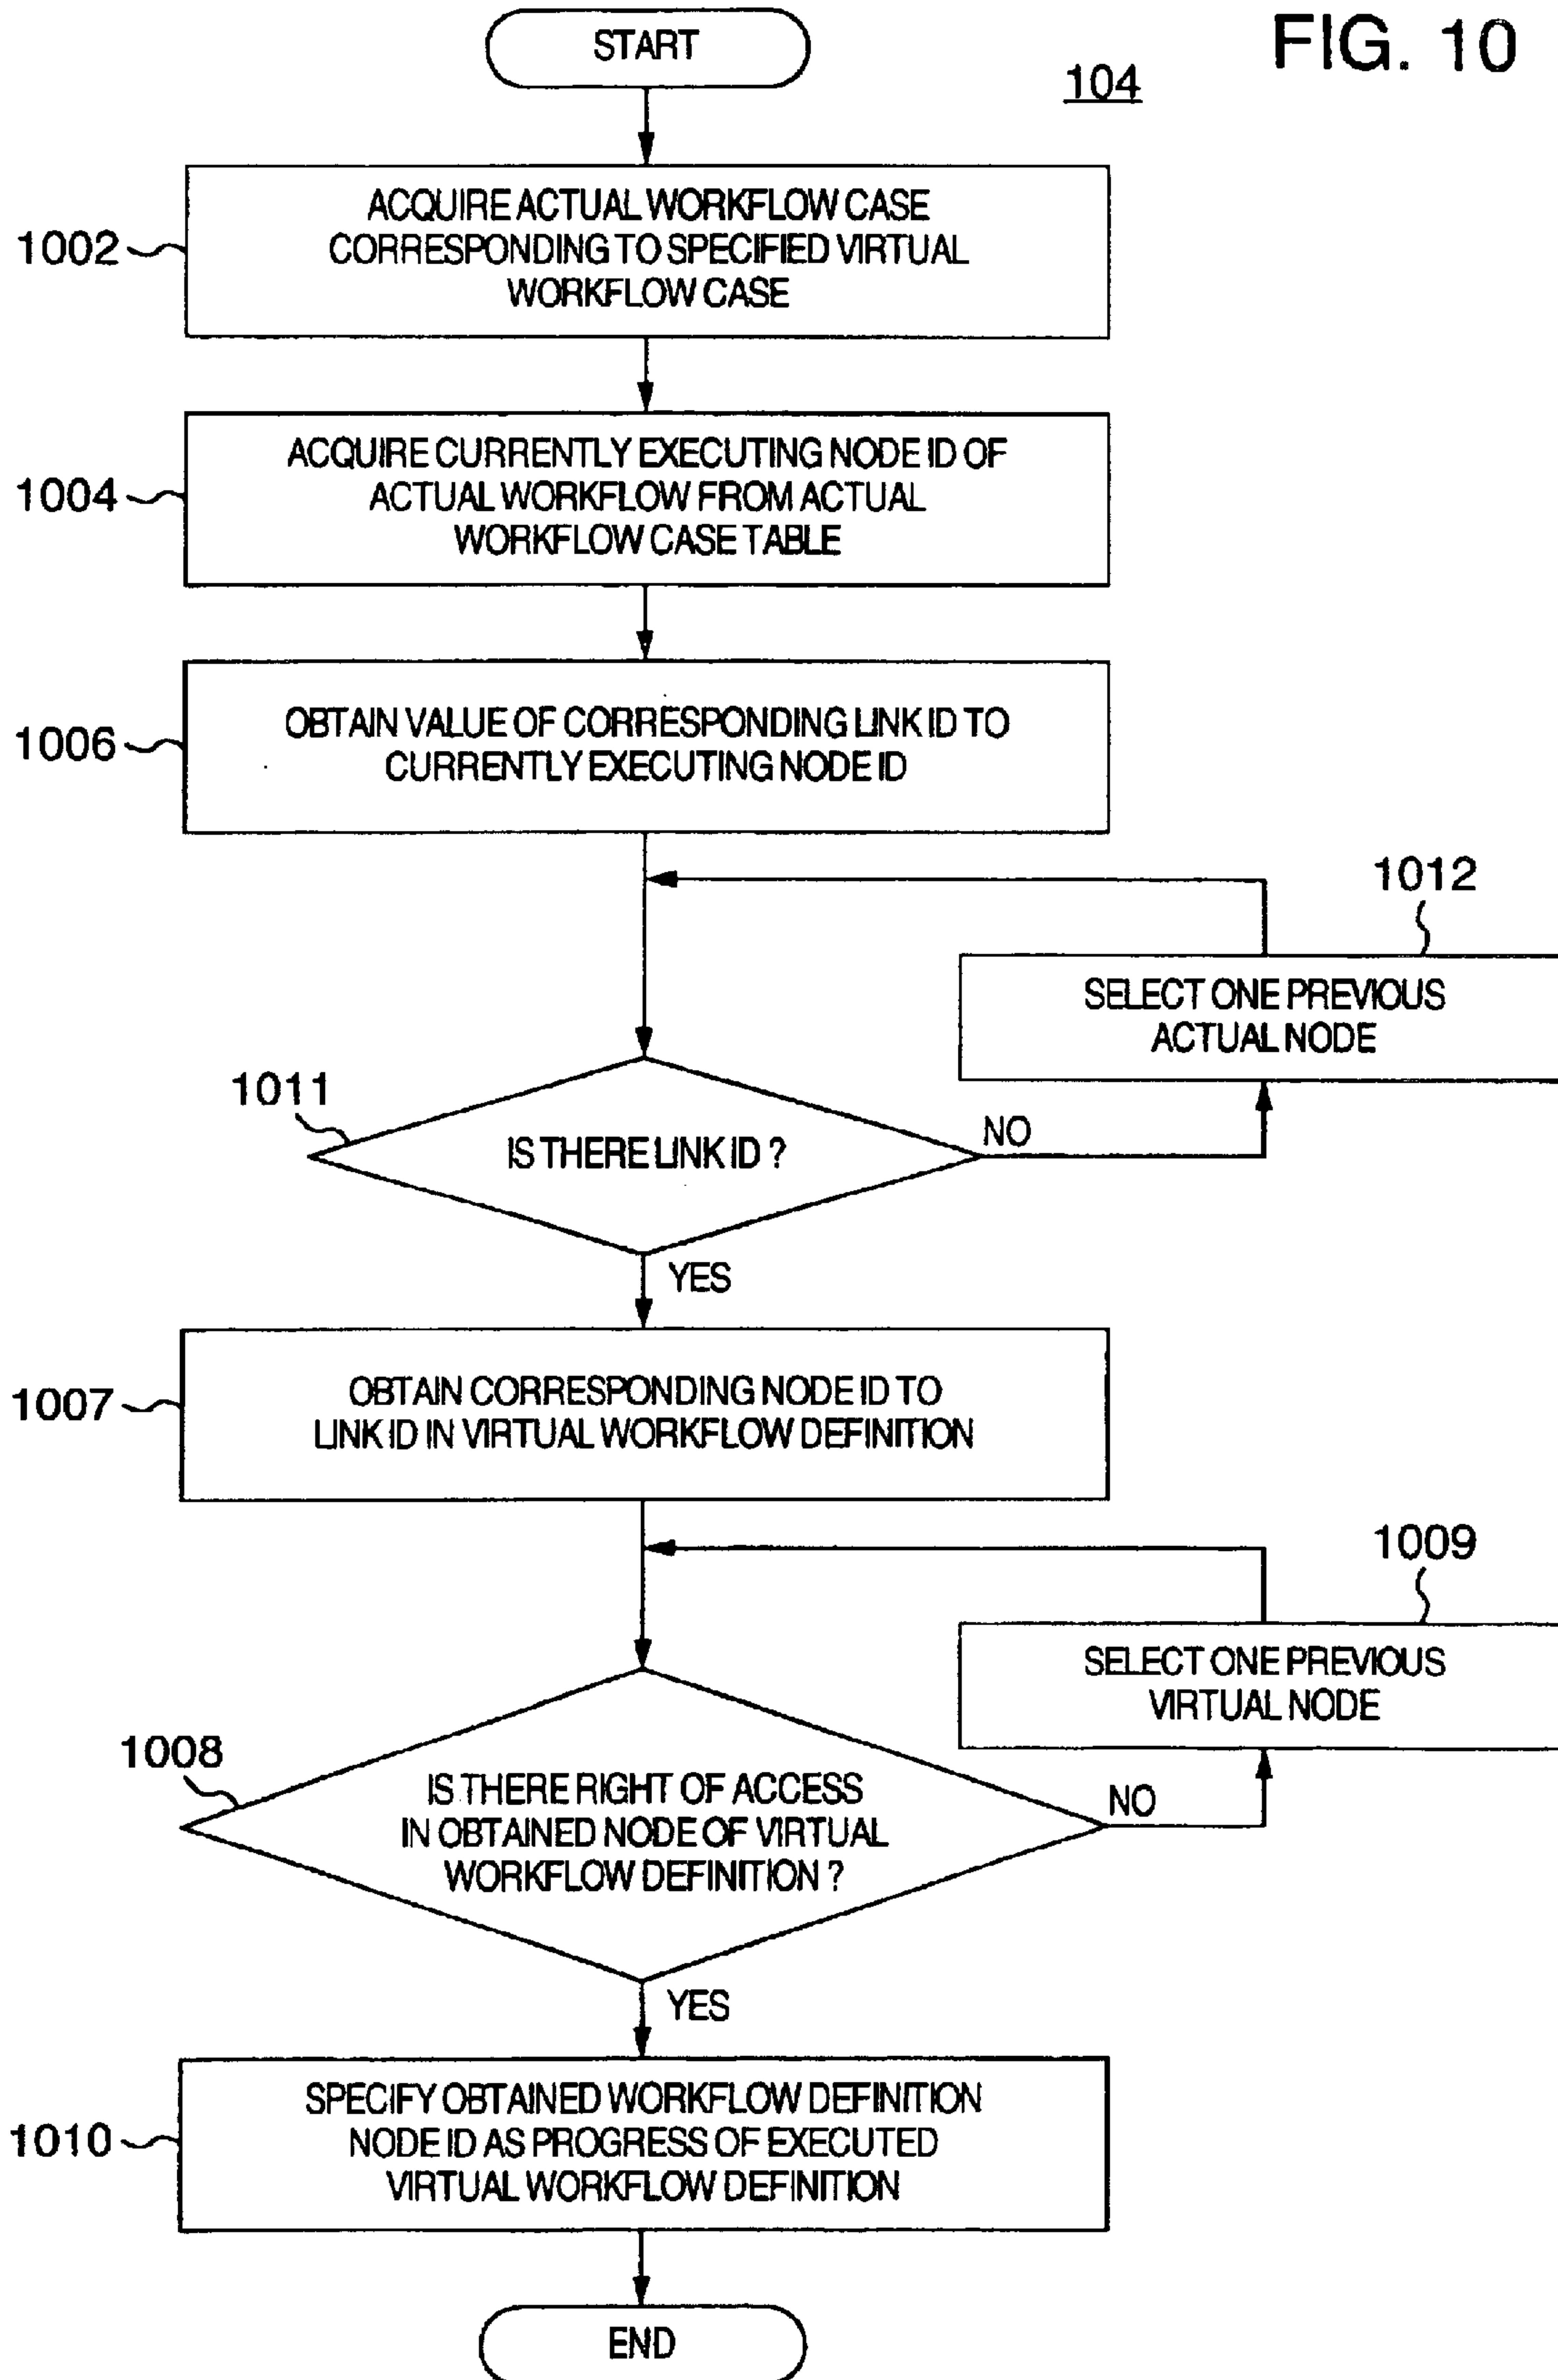 START
FIG. 10
104
1002
ACQUIRE ACTUAL WORKFLOW CASE
CORRESPONDING TO SPECIFIED VIRTUAL
WORKFLOW CASE
1004
ACQUIRE CURRENTLY EXECUTING NODE ID OF
ACTUAL WORKFLOW FROM ACTUAL
WORKFLOW CASE TABLE
1006
OBTAIN VALUE OF CORRESPONDING LINK ID TO
CURRENTLY EXECUTING NODE ID
1012
SELECT ONE PREVIOUS
ACTUAL NODE
1011
IS THERE LINK ID ?
NO
YES
1007
OBTAIN CORRESPONDING NODE ID TO
LINK ID IN VIRTUAL WORKFLOW DEFINITION
1009
SELECT ONE PREVIOUS
VIRTUAL NODE
1008
IS THERE RIGHT OF ACCESS
IN OBTAINED NODE OF VIRTUAL
WORKFLOW DEFINITION ?
NO
YES
1010
SPECIFY OBTAINED WORKFLOW DEFINITION
NODE ID AS PROGRESS OF EXECUTED
VIRTUAL WORKFLOW DEFINITION
END